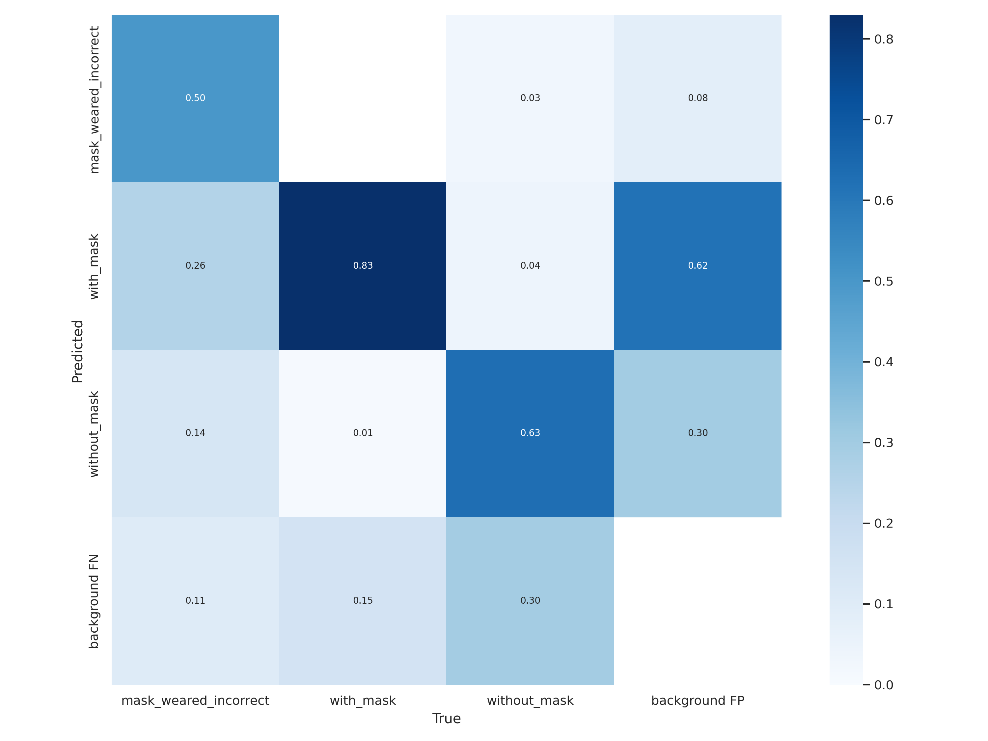 mask_weared_incorrect
0.50
0.03
0.08
with_mask
0.26
0.83
0.04
0.62
without_mask
0.14
0.01
0.63
0.30
background FN
0.11
0.15
0.30
Predicted
mask_weared_incorrect
with_mask
without_mask
background FP
True
0.8
0.7
0.6
0.5
0.4
0.3
0.2
0.1
0.0